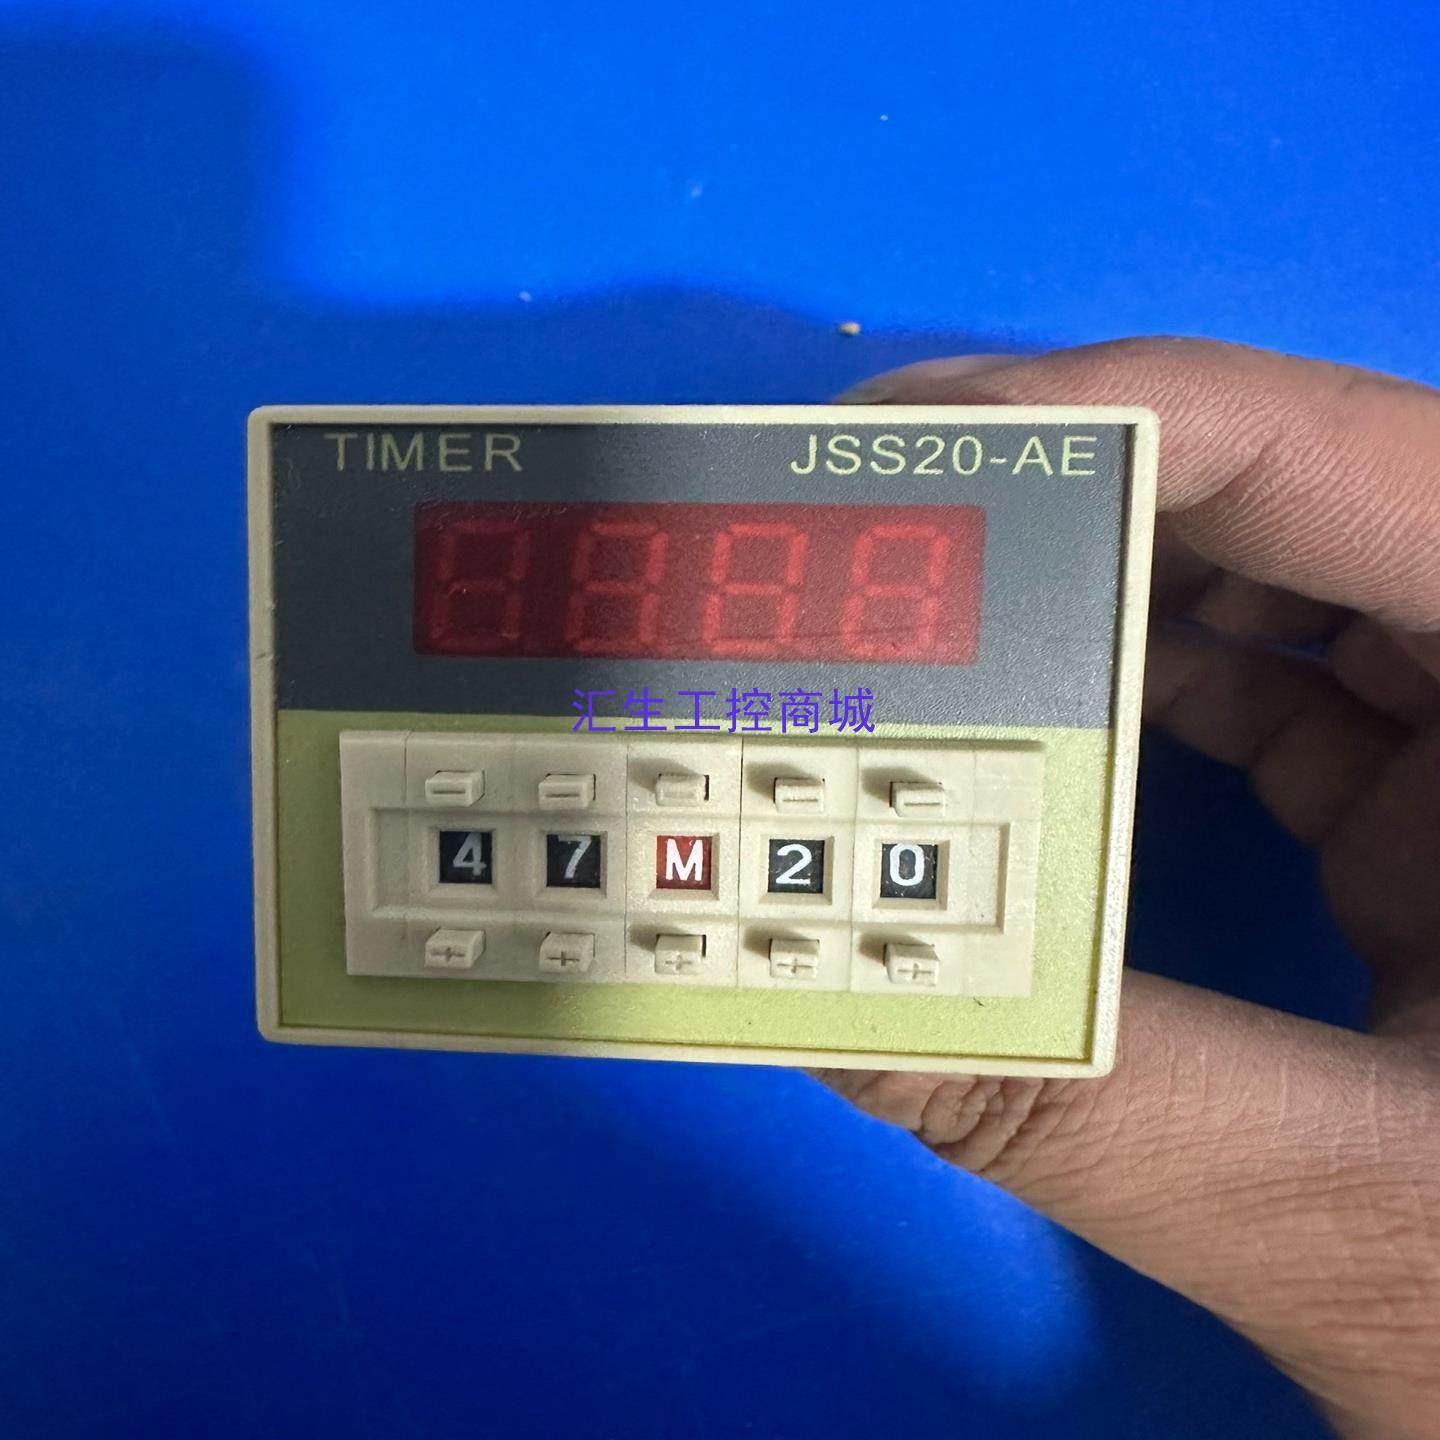 TIMER JSS20-AE
汇生工控商城
- - - - -
4 7 M 2 0
+ + + + +